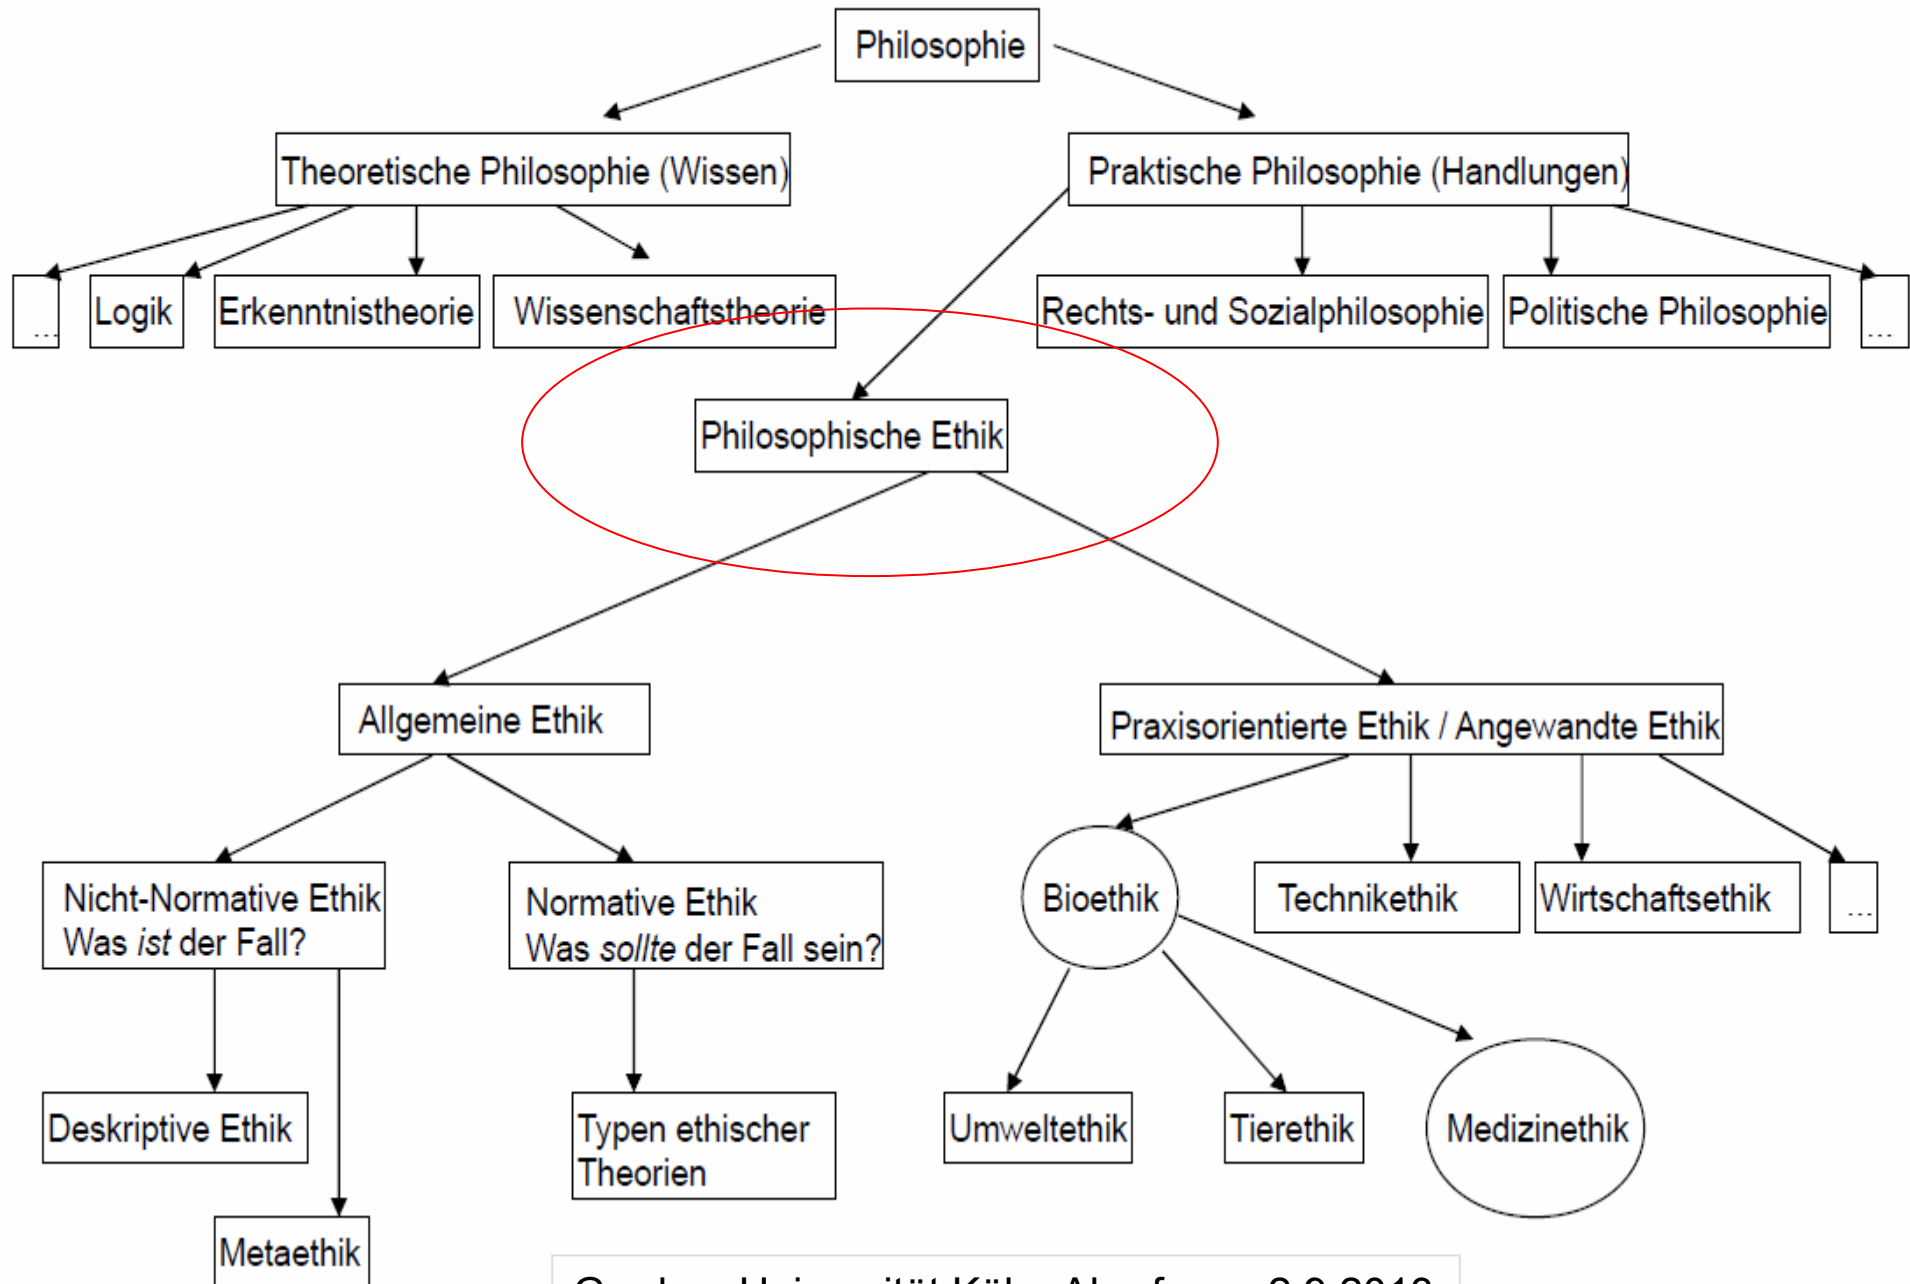 Philosophie
Theoretische Philosophie (Wissen)
Praktische Philosophie (Handlungen)
...
Logik
Erkenntnistheorie
Wissenschaftstheorie
Rechts- und Sozialphilosophie
Politische Philosophie
...
Philosophische Ethik
Allgemeine Ethik
Praxisorientierte Ethik / Angewandte Ethik
Nicht-Normative Ethik
Was ist der Fall?
Normative Ethik
Was sollte der Fall sein?
Bioethik
Technikethik
Wirtschaftsethik
...
Deskriptive Ethik
Typen ethischer
Theorien
Umweltethik
Tierethik
Medizinethik
Metaethik
Universität